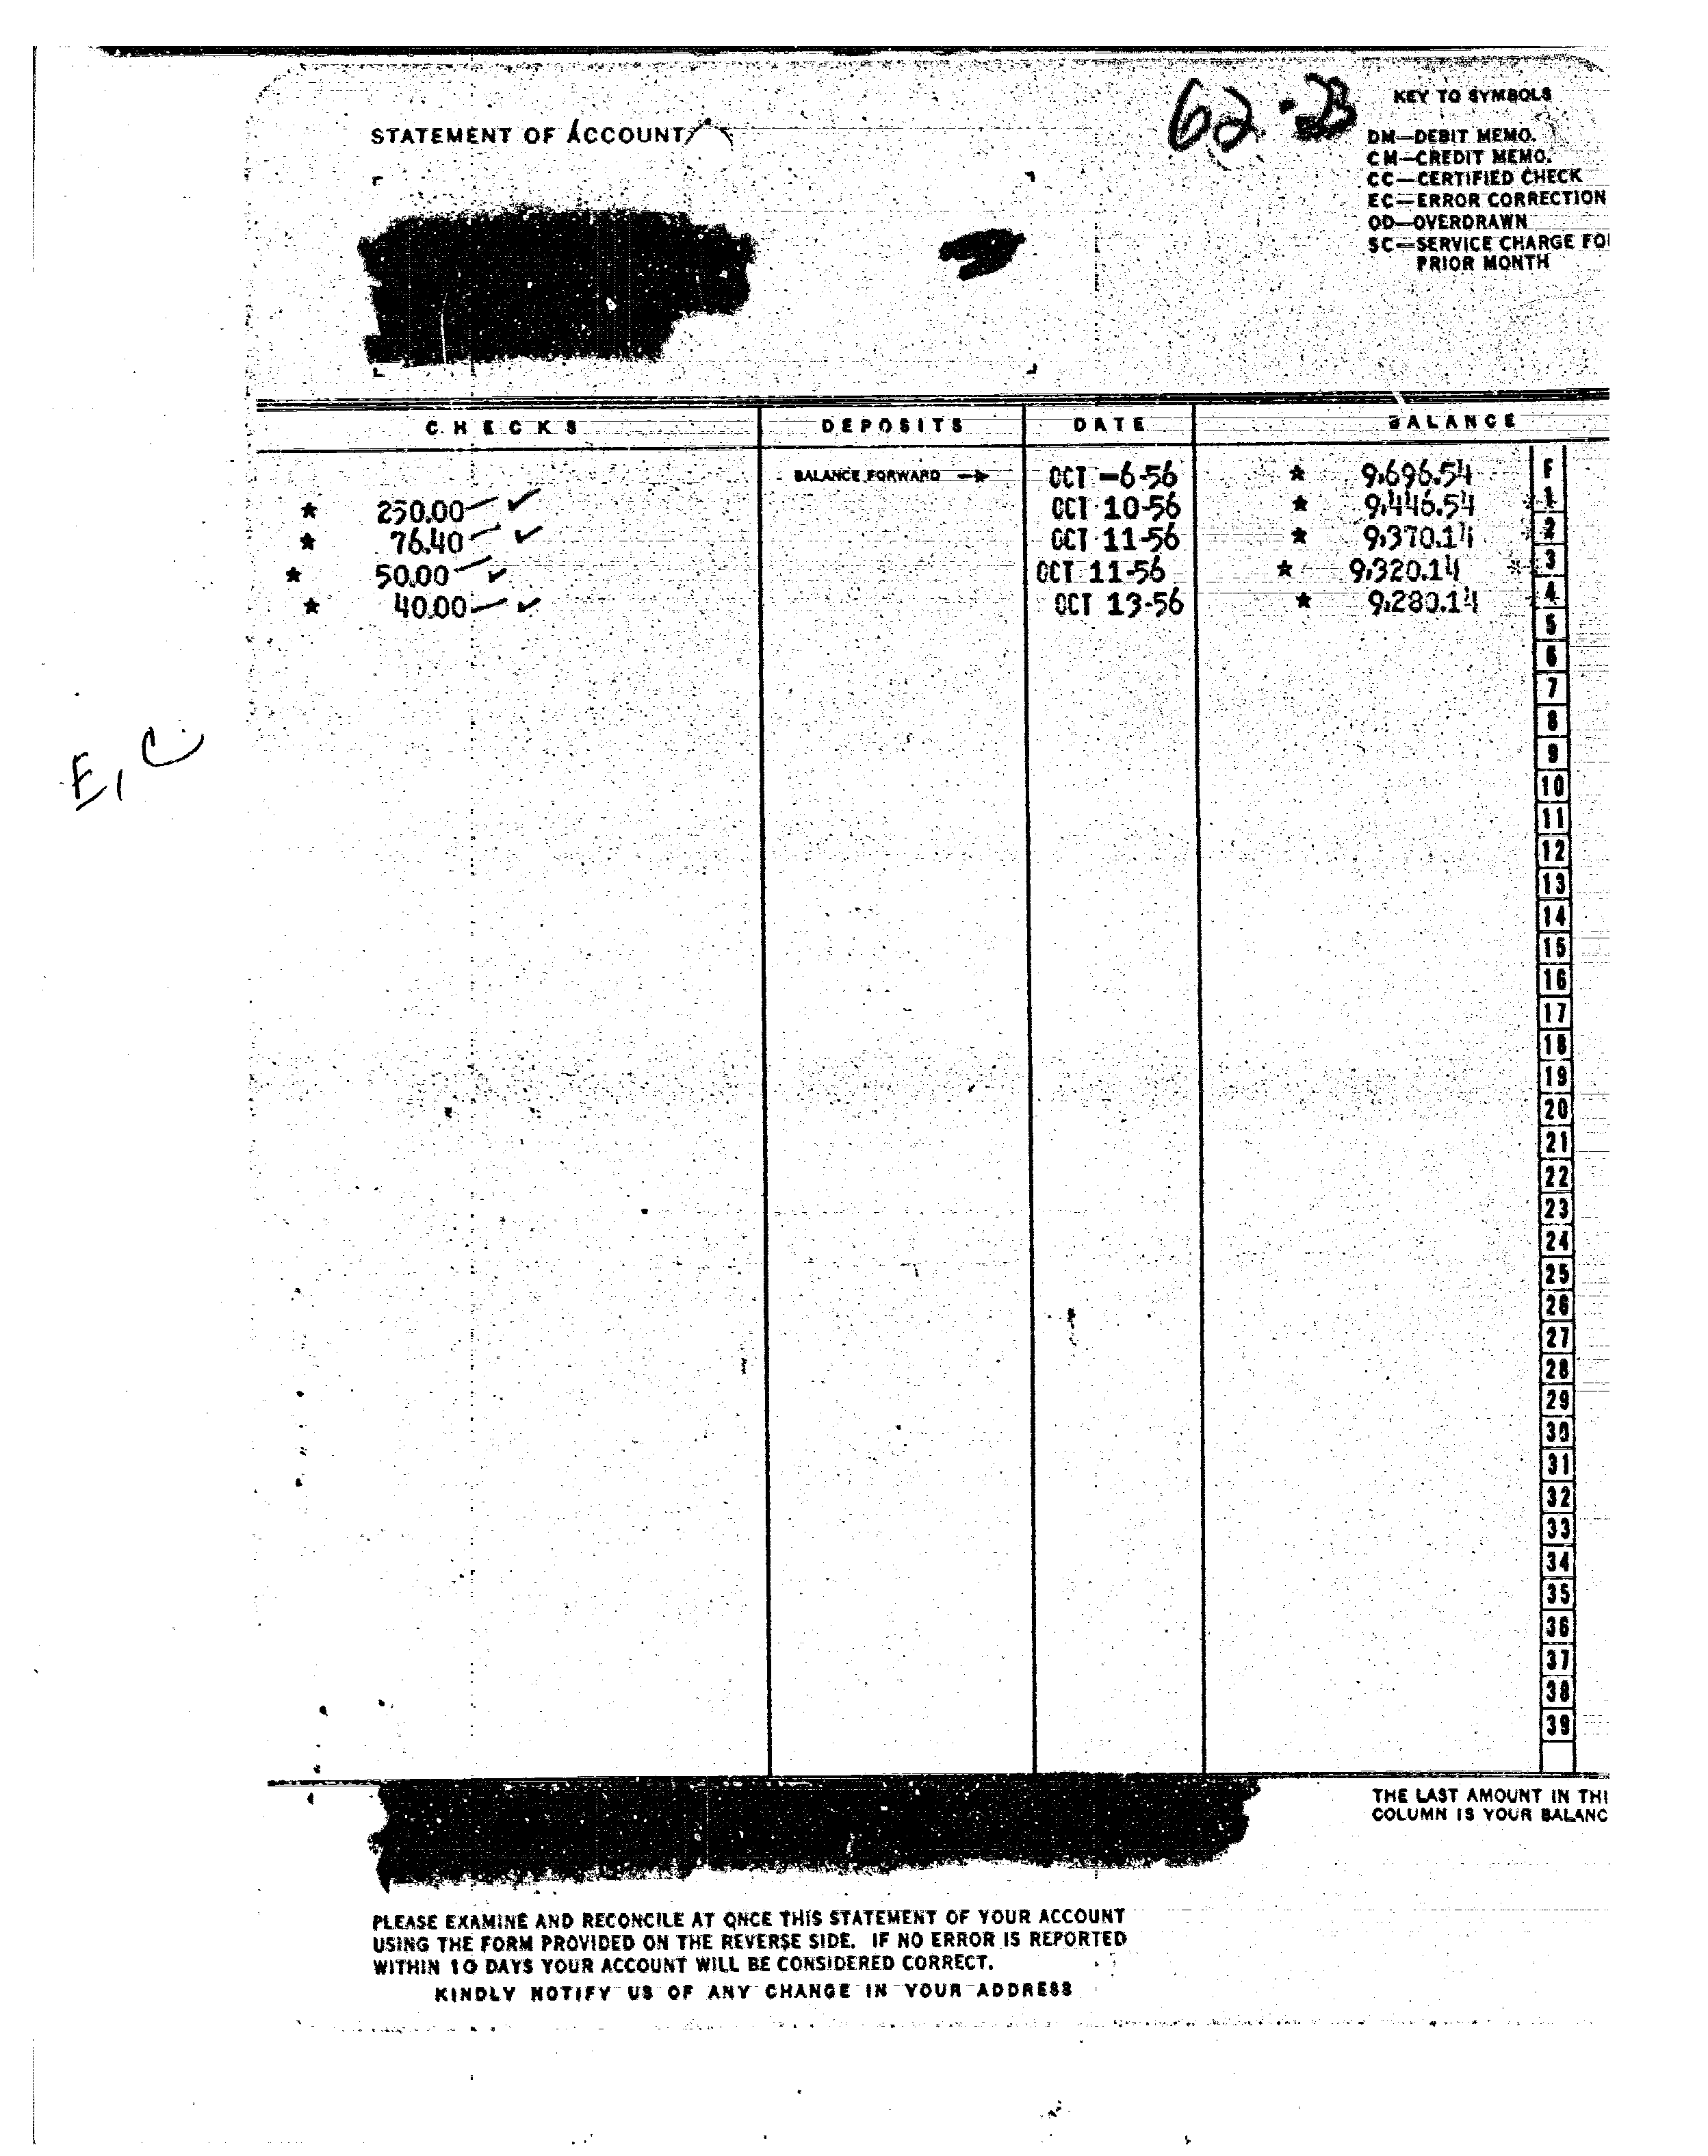 62-B
KEY TO SYMBOLS
STATEMENT OF ACCOUNT
DM—DEBIT MEMO.
CM—CREDIT MEMO.
CC—CERTIFIED CHECK
EC—ERROR CORRECTION
OD—OVERDRAWN
SC—SERVICE CHARGE FO
PRIOR MONTH
CHECKS DEPOSITS DATE BALANCE
BALANCE FORWARD → OCT -6-56 * 9,696.54 F
* 250.00 ✓ OCT 10-56 * 9,446.54 1
* 76.40 ✓ OCT 11-56 * 9,370.14 2
* 50.00 ✓ OCT 11-56 * 9,320.14 3
* 40.00 ✓ OCT 13-56 * 9,280.14 4
5
6
7
8
E, C
9
10
11
12
13
14
15
16
17
18
19
20
21
22
23
24
25
26
27
28
29
30
31
32
33
34
35
36
37
38
39
THE LAST AMOUNT IN THI
COLUMN IS YOUR BALANC
PLEASE EXAMINE AND RECONCILE AT ONCE THIS STATEMENT OF YOUR ACCOUNT
USING THE FORM PROVIDED ON THE REVERSE SIDE. IF NO ERROR IS REPORTED
WITHIN 10 DAYS YOUR ACCOUNT WILL BE CONSIDERED CORRECT.
KINDLY NOTIFY US OF ANY CHANGE IN YOUR ADDRESS